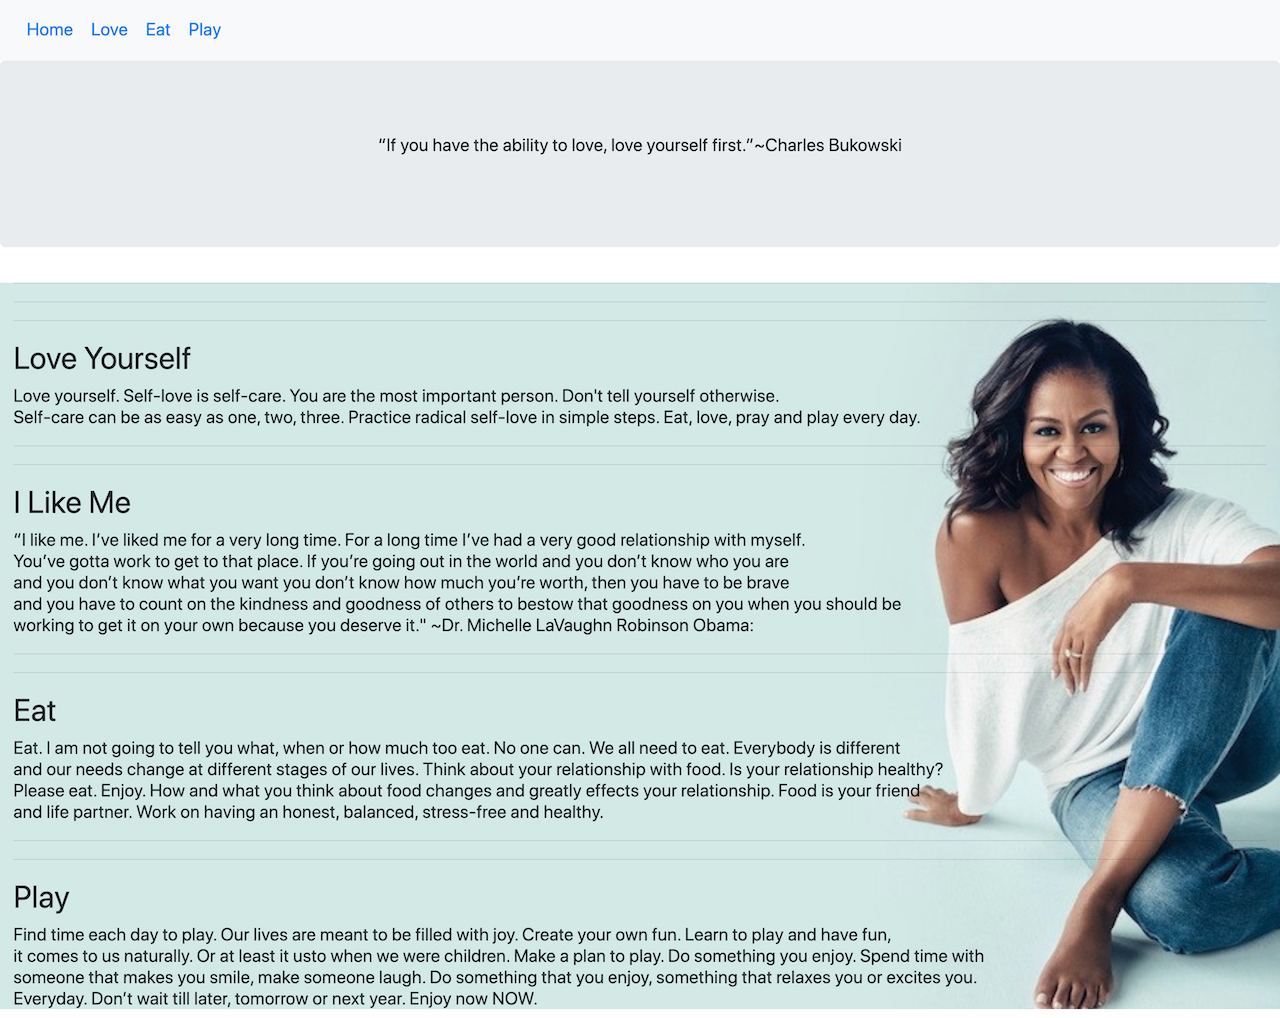 Home Love Eat Play
“If you have the ability to love, love yourself first.”~Charles Bukowski
Love Yourself
Love yourself. Self-love is self-care. You are the most important person. Don't tell yourself otherwise.
Self-care can be as easy as one, two, three. Practice radical self-love in simple steps. Eat, love, pray and play every day.
I Like Me
“I like me. I’ve liked me for a very long time. For a long time I’ve had a very good relationship with myself.
You’ve gotta work to get to that place. If you’re going out in the world and you don’t know who you are
and you don’t know what you want you don’t know how much you’re worth, then you have to be brave
and you have to count on the kindness and goodness of others to bestow that goodness on you when you should be
working to get it on your own because you deserve it." ~Dr. Michelle LaVaughn Robinson Obama:
Eat
Eat. I am not going to tell you what, when or how much too eat. No one can. We all need to eat. Everybody is different
and our needs change at different stages of our lives. Think about your relationship with food. Is your relationship healthy?
Please eat. Enjoy. How and what you think about food changes and greatly effects your relationship. Food is your friend
and life partner. Work on having an honest, balanced, stress-free and healthy.
Play
Find time each day to play. Our lives are meant to be filled with joy. Create your own fun. Learn to play and have fun,
it comes to us naturally. Or at least it usto when we were children. Make a plan to play. Do something you enjoy. Spend time with
someone that makes you smile, make someone laugh. Do something that you enjoy, something that relaxes you or excites you.
Everyday. Don’t wait till later, tomorrow or next year. Enjoy now NOW.